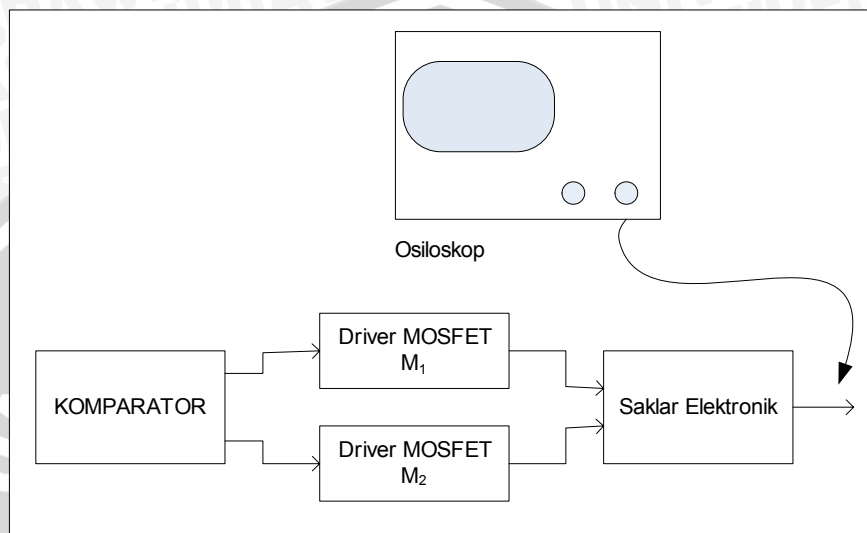 Osiloskop
Driver MOSFET
M₁
KOMPARATOR
Saklar Elektronik
Driver MOSFET
M₂